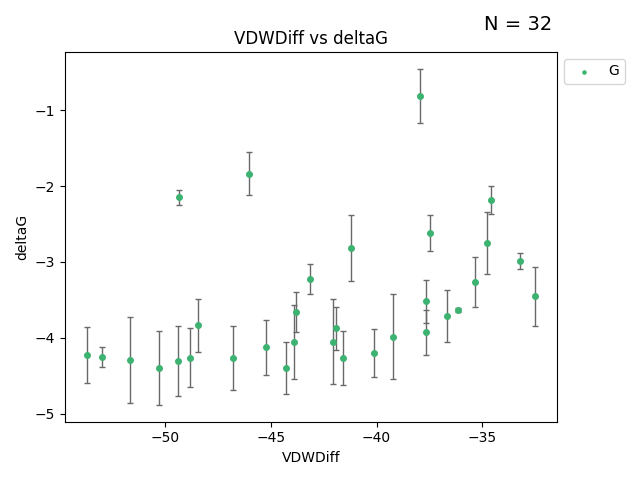 N = 32
VDWDiff vs deltaG
G
−1
−2
−3
−4
−5
deltaG
−50
−45
−40
−35
VDWDiff